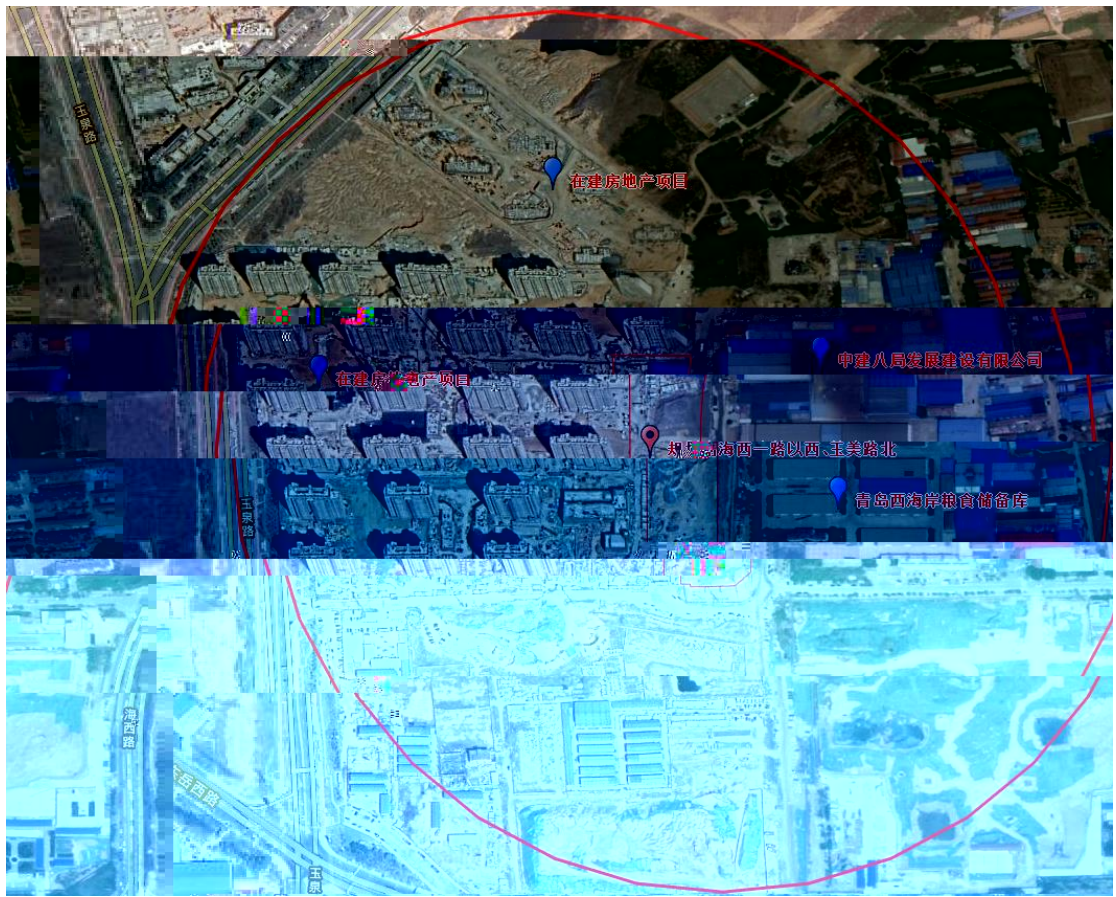 玉泉路
在建房地产项目
中建八局发展建设有限公司
在建房地产项目
海西一路以西、玉美路北
青岛西海岸粮食储备库
玉泉路
海西路
岳西路
玉泉